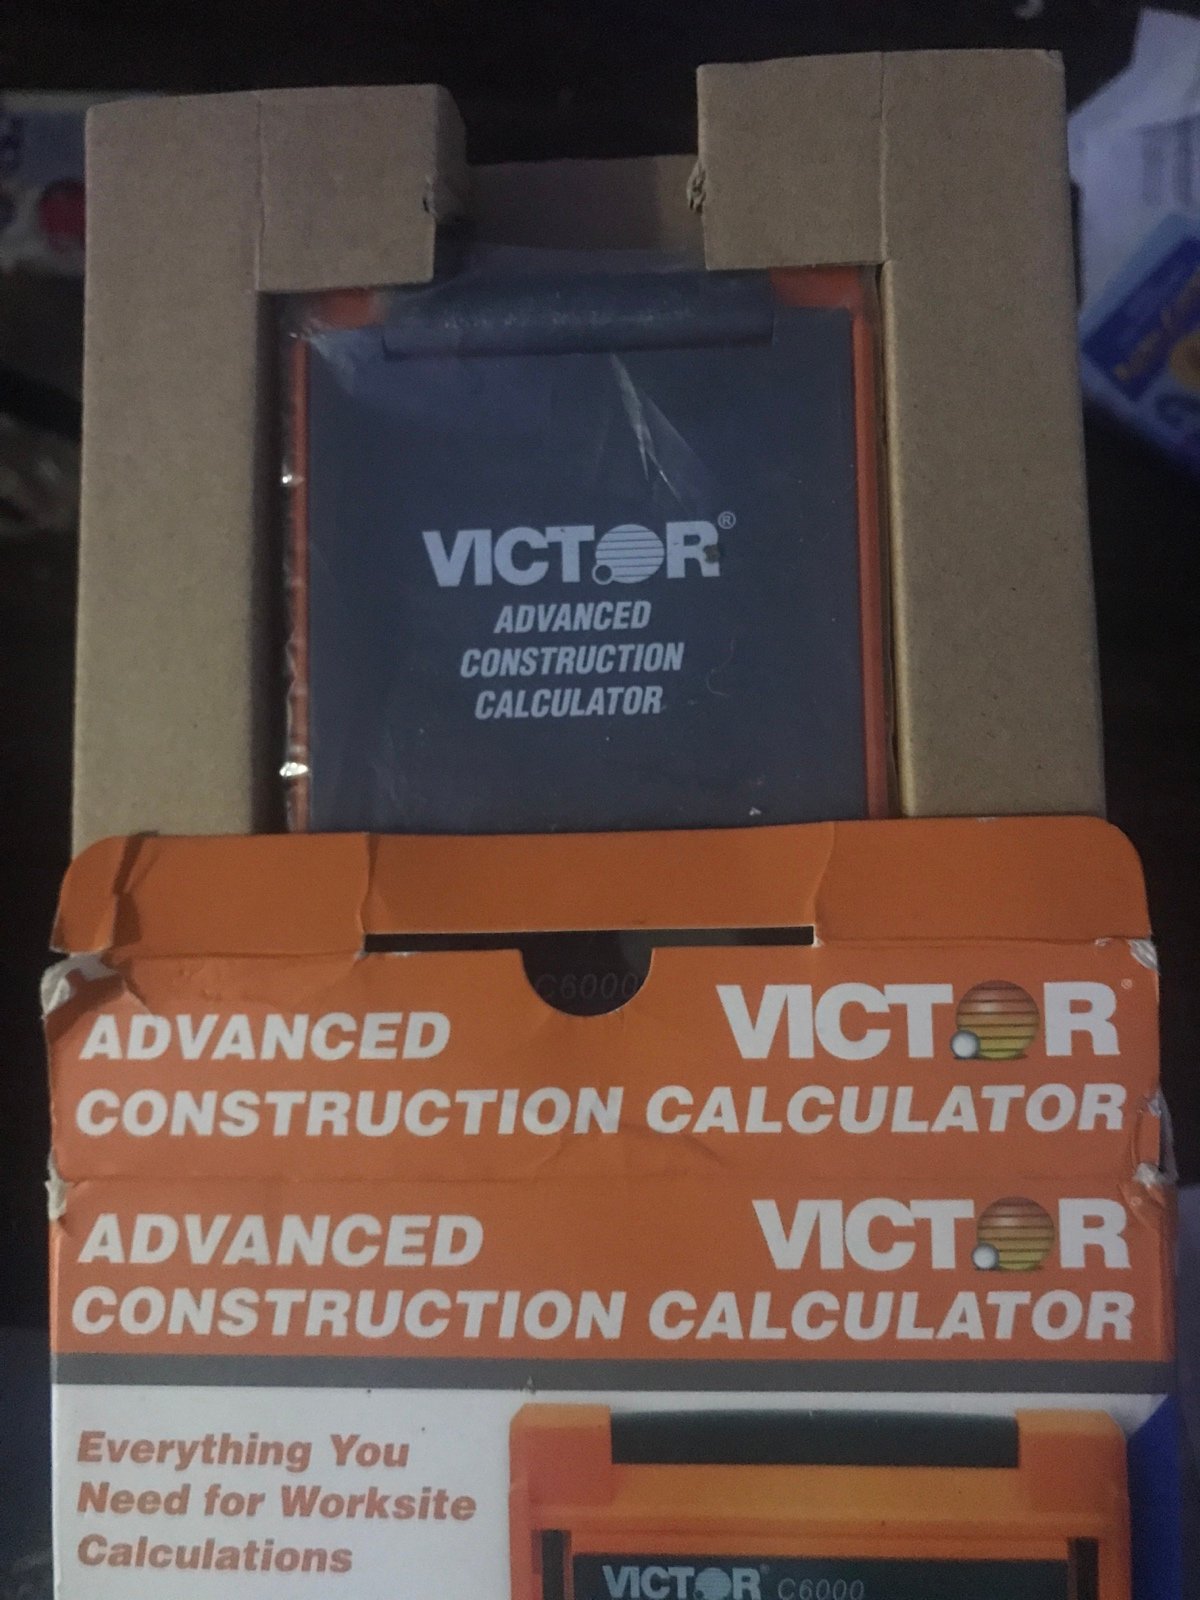 VICTOR®
ADVANCED
CONSTRUCTION
CALCULATOR
C6000
ADVANCED VICTOR®
CONSTRUCTION CALCULATOR
ADVANCED VICTOR
CONSTRUCTION CALCULATOR
Everything You
Need for Worksite
Calculations
VICTOR® C6000